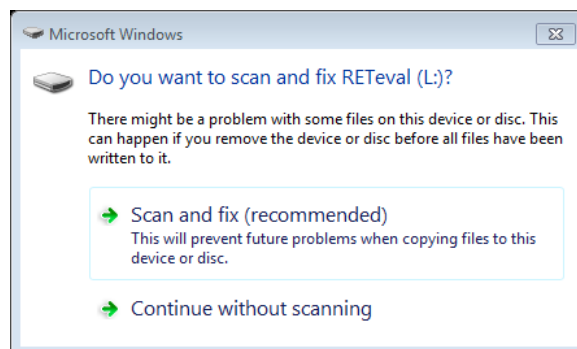 Microsoft Windows
Do you want to scan and fix RETeval (L:)?
There might be a problem with some files on this device or disc. This
can happen if you remove the device or disc before all files have been
written to it.
Scan and fix (recommended)
This will prevent future problems when copying files to this
device or disc.
Continue without scanning